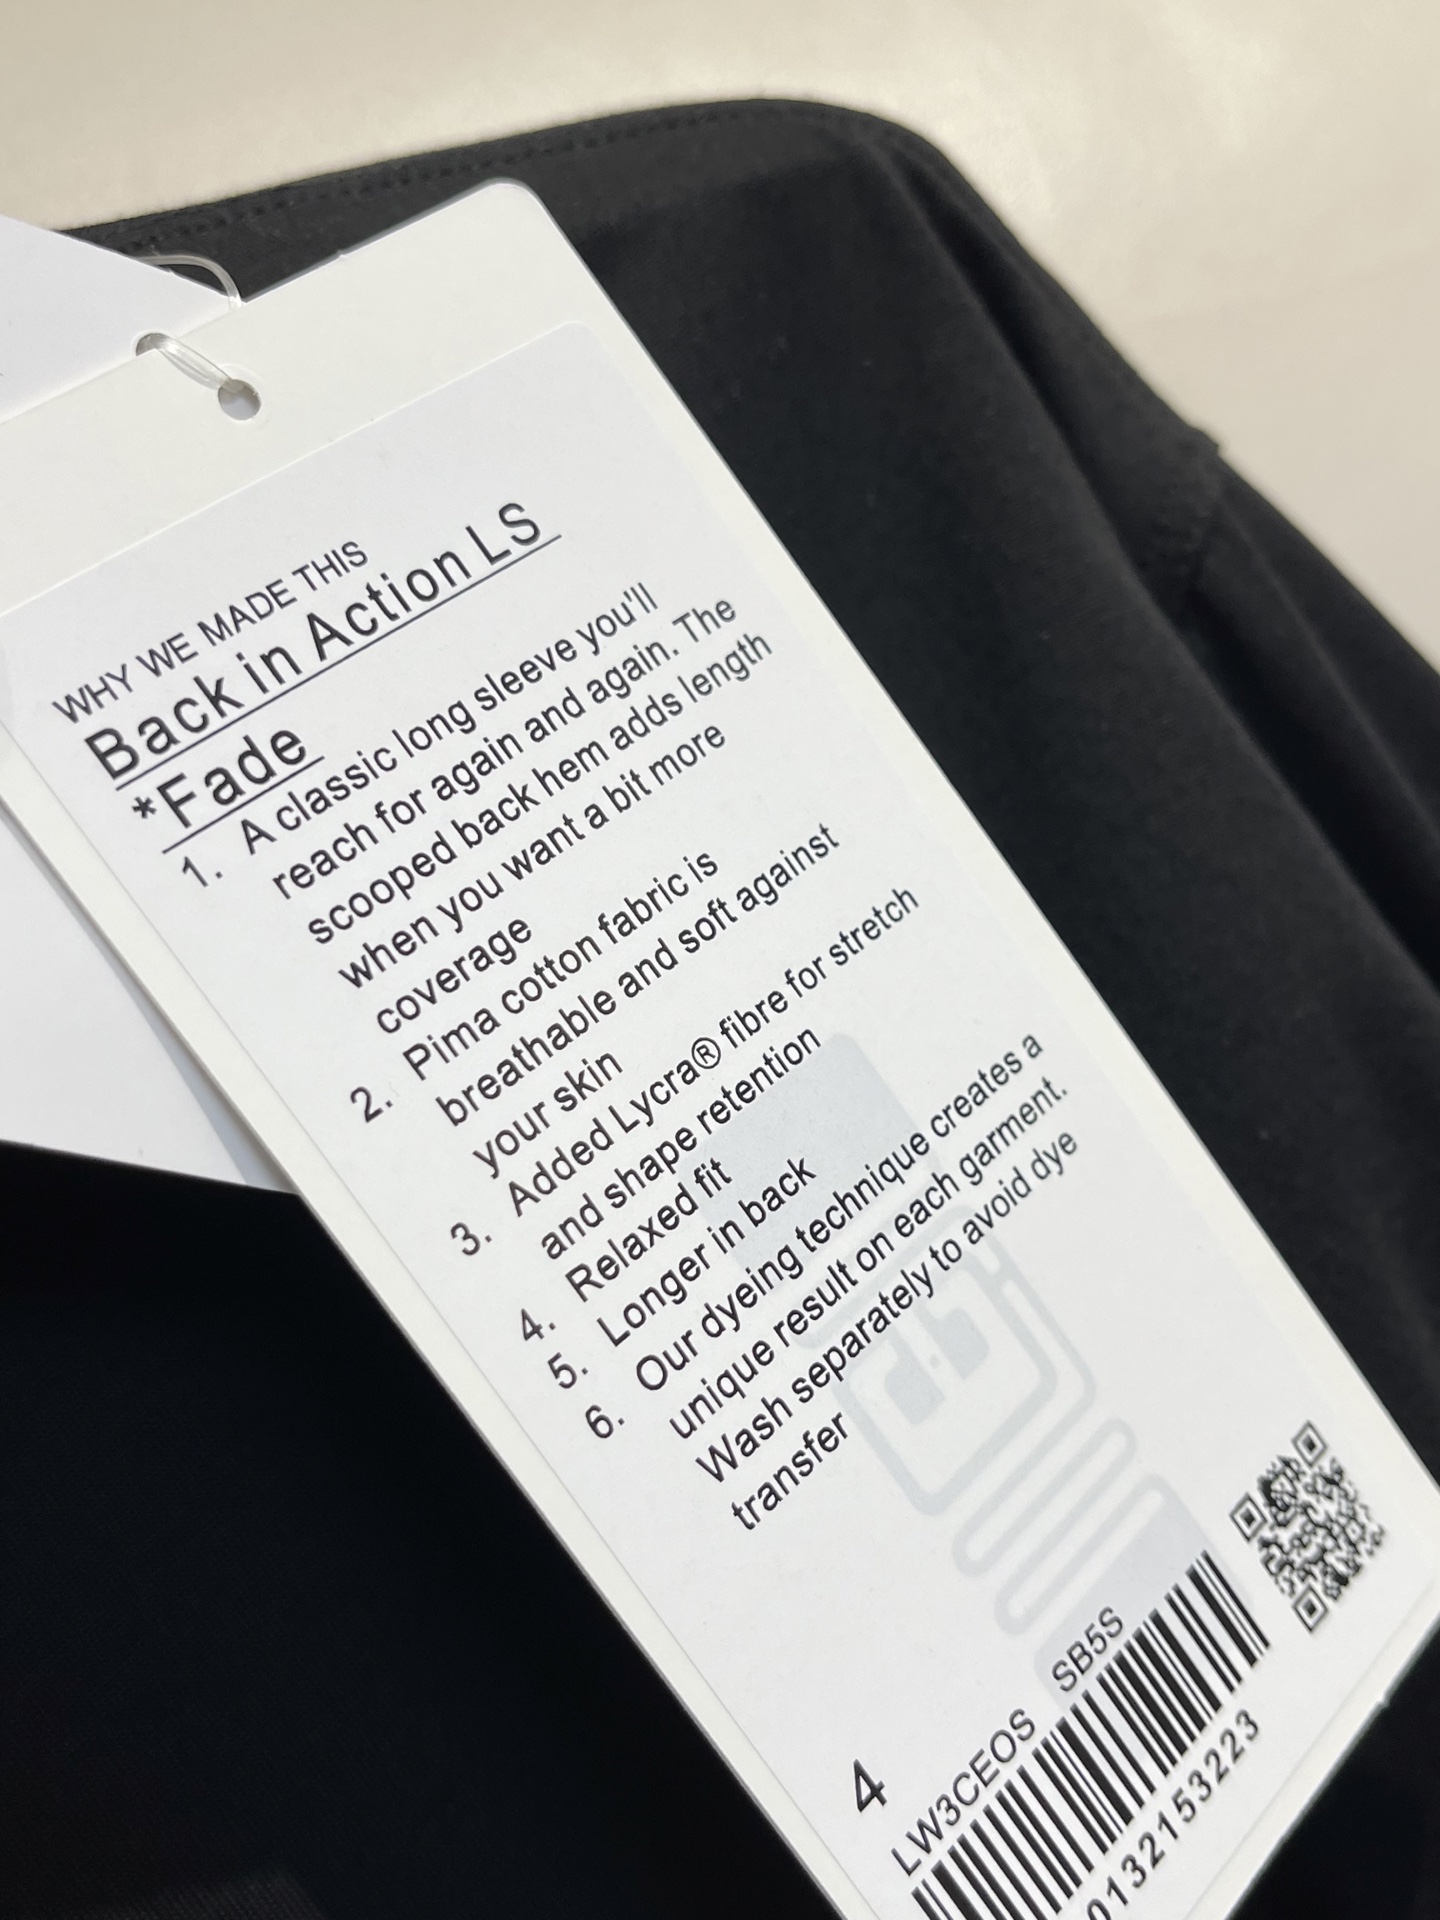 WHY WE MADE THIS
Back in Action LS
*Fade
1. A classic long sleeve you'll
reach for again and again. The
scooped back hem adds length
when you want a bit more
coverage
2. Pima cotton fabric is
breathable and soft against
your skin
3. Added Lycra® fibre for stretch
and shape retention
4. Relaxed fit
5. Longer in back
6. Our dyeing technique creates a
unique result on each garment.
Wash separately to avoid dye
transfer
4
LW3CEOS SB5S
0132153223